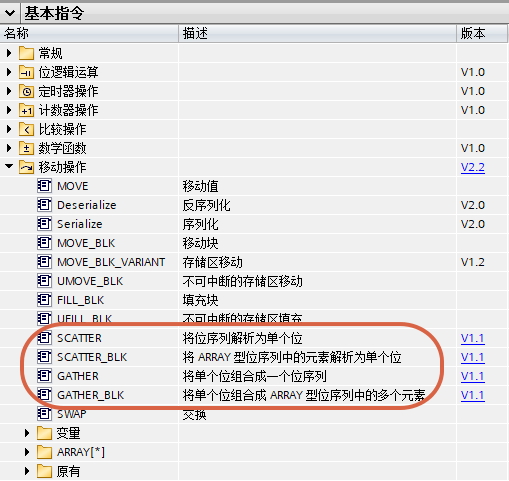 基本指令
名称 描述 版本
常规
位逻辑运算 V1.0
定时器操作 V1.0
计数器操作 V1.0
比较操作
数学函数 V1.0
移动操作 V2.2
MOVE 移动值
Deserialize 反序列化 V2.0
Serialize 序列化 V2.0
MOVE_BLK 移动块
MOVE_BLK_VARIANT 存储区移动 V1.2
UMOVE_BLK 不可中断的存储区移动
FILL_BLK 填充块
UFILL_BLK 不可中断的存储区填充
SCATTER 将位序列解析为单个位 V1.1
SCATTER_BLK 将 ARRAY 型位序列中的元素解析为单个位 V1.1
GATHER 将单个位组合成一个位序列 V1.1
GATHER_BLK 将单个位组合成 ARRAY 型位序列中的多个元素 V1.1
SWAP 交换
变量
ARRAY[*]
原有